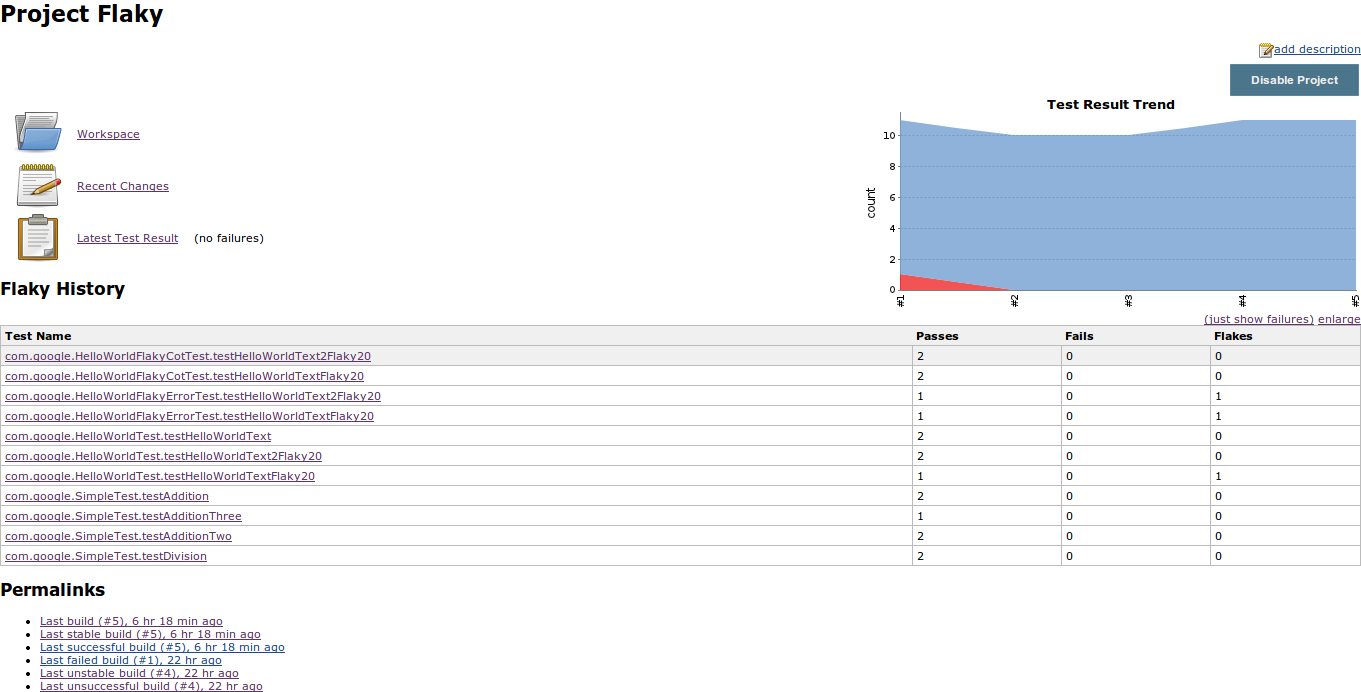 Project Flaky
add description
Disable Project
Workspace
Recent Changes
Latest Test Result (no failures)
Test Result Trend
count
10
8
6
4
2
0
#1 #2 #3 #4 #5
(just show failures) enlarge
Flaky History
Test Name Passes Fails Flakes
com.google.HelloWorldFlakyCotTest.testHelloWorldText2Flaky20 2 0 0
com.google.HelloWorldFlakyCotTest.testHelloWorldTextFlaky20 2 0 0
com.google.HelloWorldFlakyErrorTest.testHelloWorldText2Flaky20 1 0 1
com.google.HelloWorldFlakyErrorTest.testHelloWorldTextFlaky20 1 0 1
com.google.HelloWorldTest.testHelloWorldText 2 0 0
com.google.HelloWorldTest.testHelloWorldText2Flaky20 2 0 0
com.google.HelloWorldTest.testHelloWorldTextFlaky20 1 0 1
com.google.SimpleTest.testAddition 2 0 0
com.google.SimpleTest.testAdditionThree 1 0 0
com.google.SimpleTest.testAdditionTwo 2 0 0
com.google.SimpleTest.testDivision 2 0 0
Permalinks
Last build (#5), 6 hr 18 min ago
Last stable build (#5), 6 hr 18 min ago
Last successful build (#5), 6 hr 18 min ago
Last failed build (#1), 22 hr ago
Last unstable build (#4), 22 hr ago
Last unsuccessful build (#4), 22 hr ago